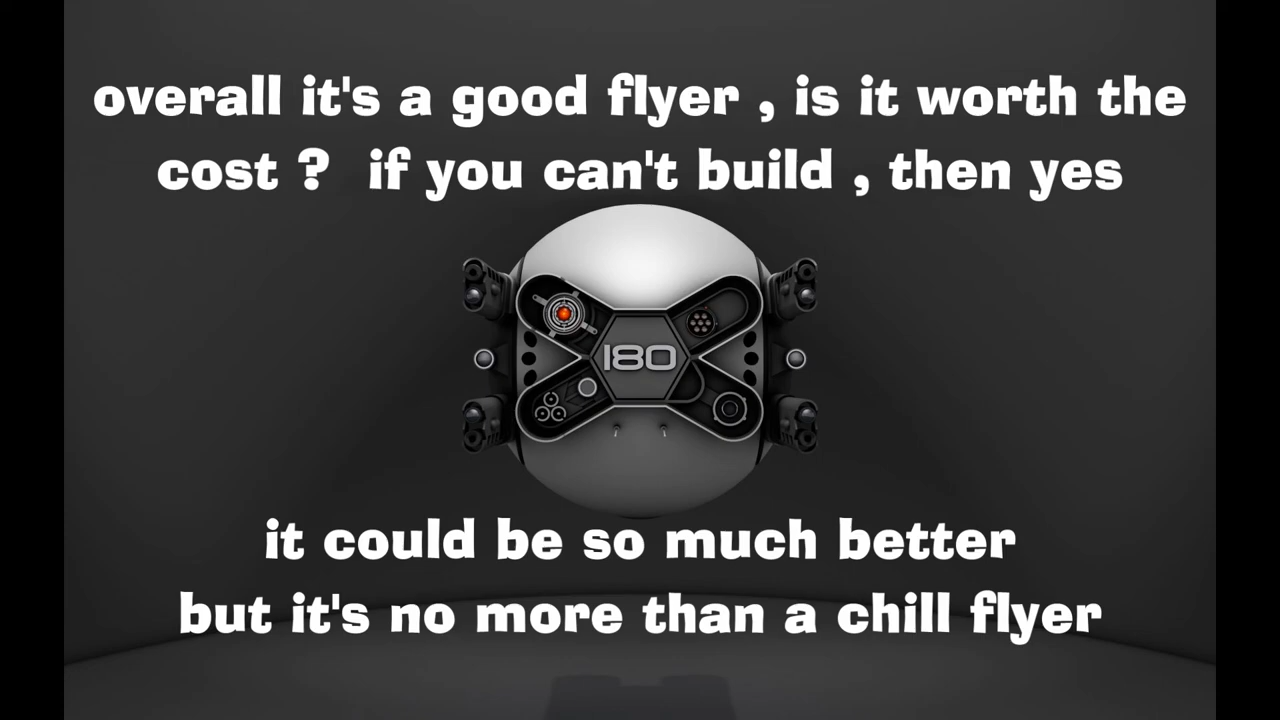 overall it's a good flyer , is it worth the
cost ? if you can't build , then yes
180
it could be so much better
but it's no more than a chill flyer